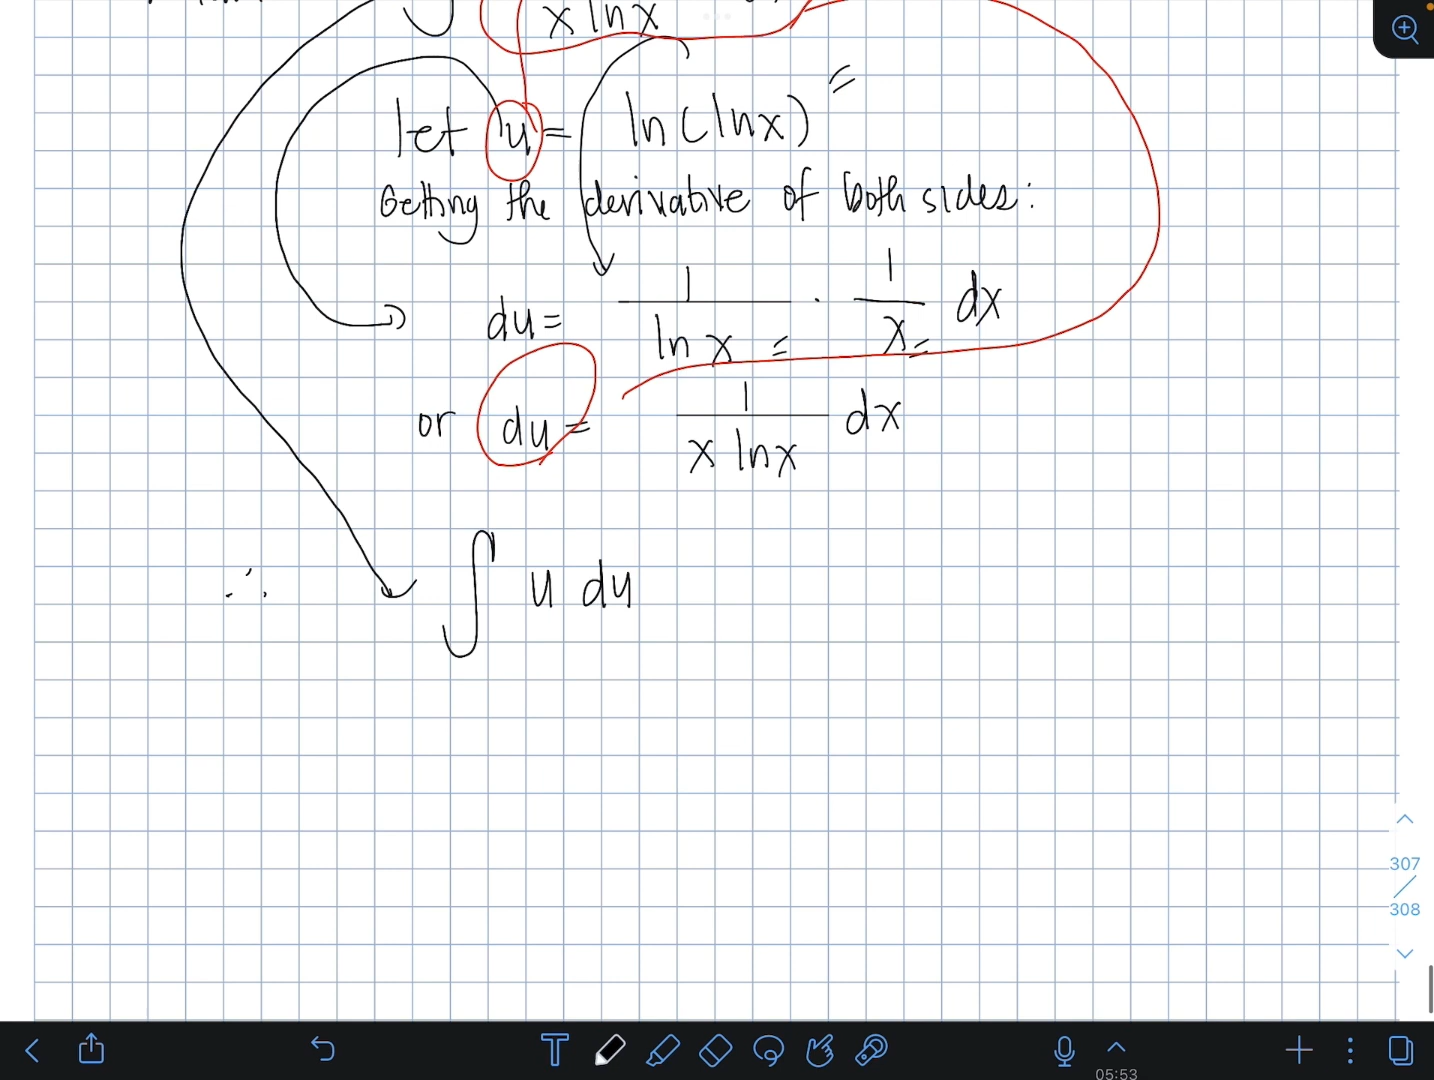 x ln x
let u = ln(ln x)
Getting the derivative of both sides:
du = 1/ln x · 1/x dx
or du = 1/x ln x dx
∴ ∫ u du
307
308
T
05:53